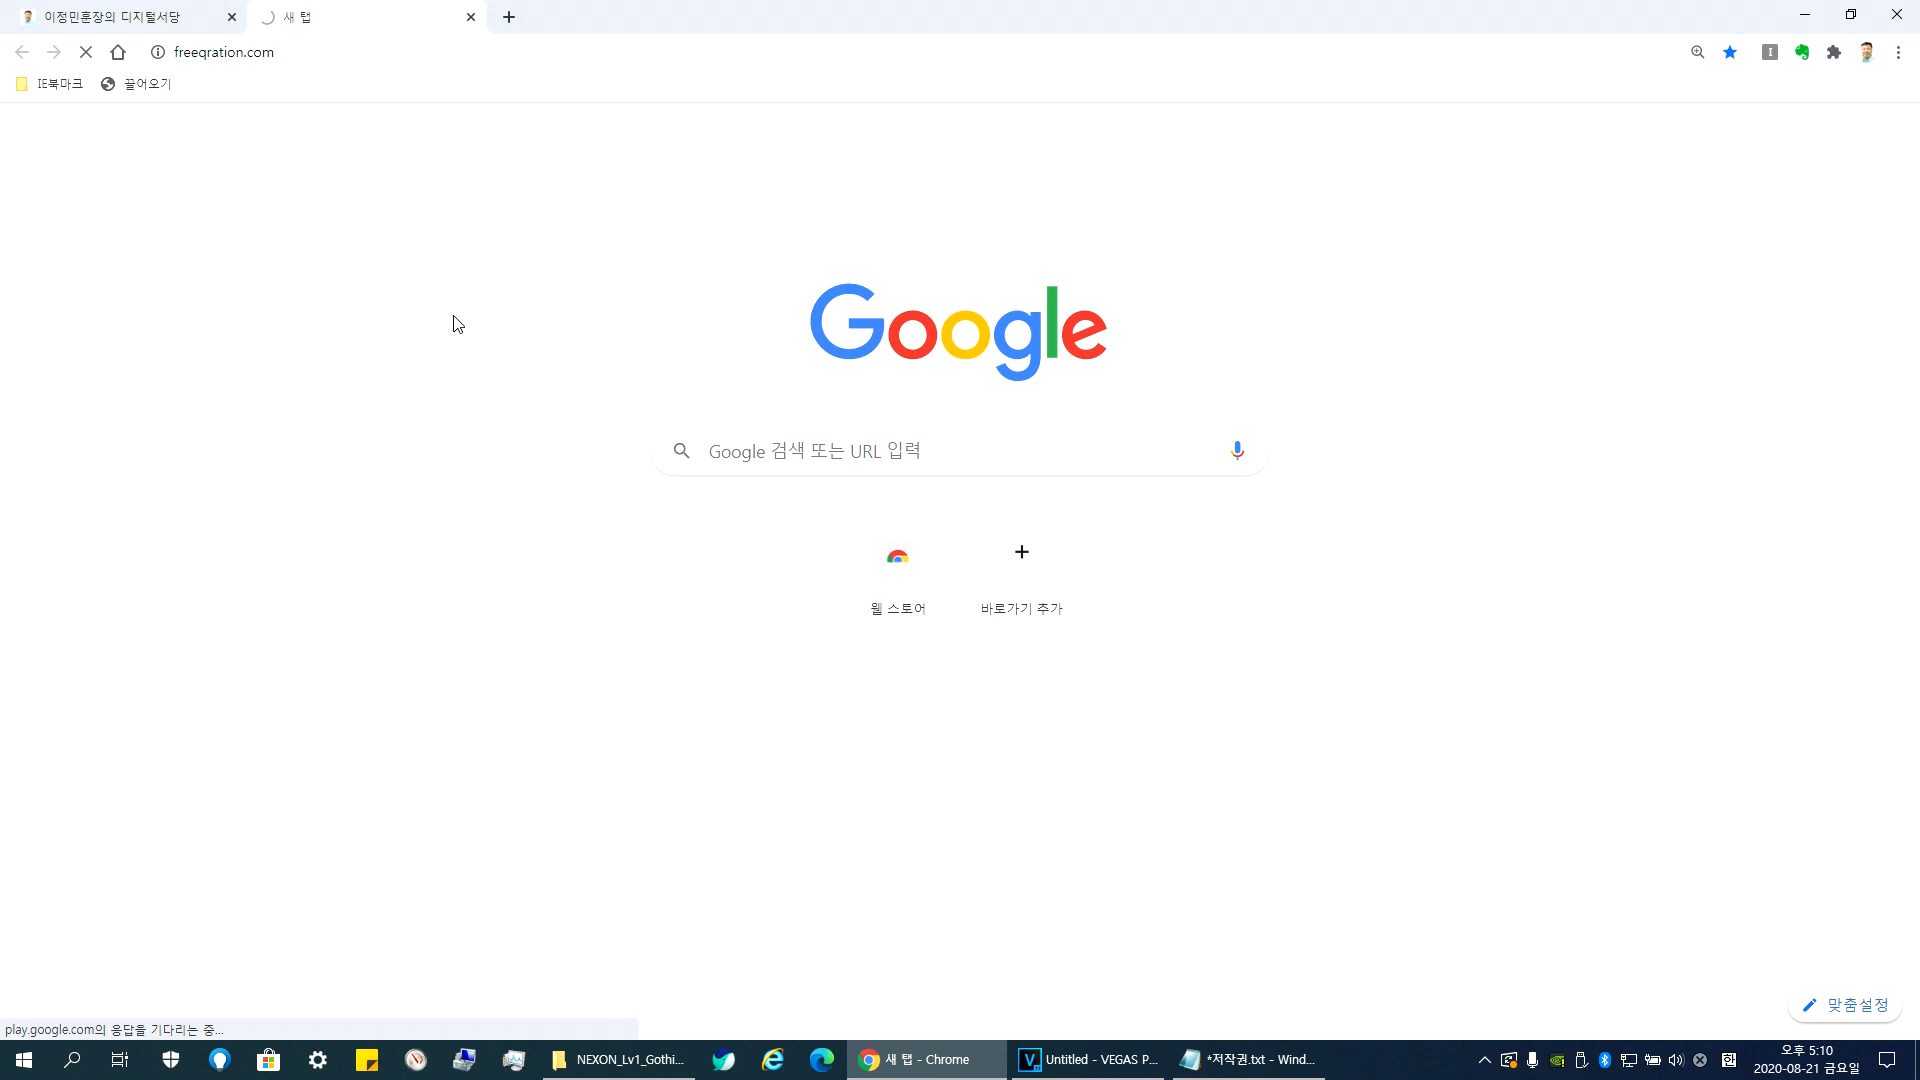 이정민훈장의 디지털서당
새 탭
freeqration.com
IE북마크
끌어오기
Google
Google 검색 또는 URL 입력
웹 스토어
바로가기 추가
맞춤설정
play.google.com의 응답을 기다리는 중...
NEXON_Lv1_Gothi...
새 탭 - Chrome
Untitled - VEGAS P...
*저작권.txt - Wind...
한
오후 5:10
2020-08-21 금요일